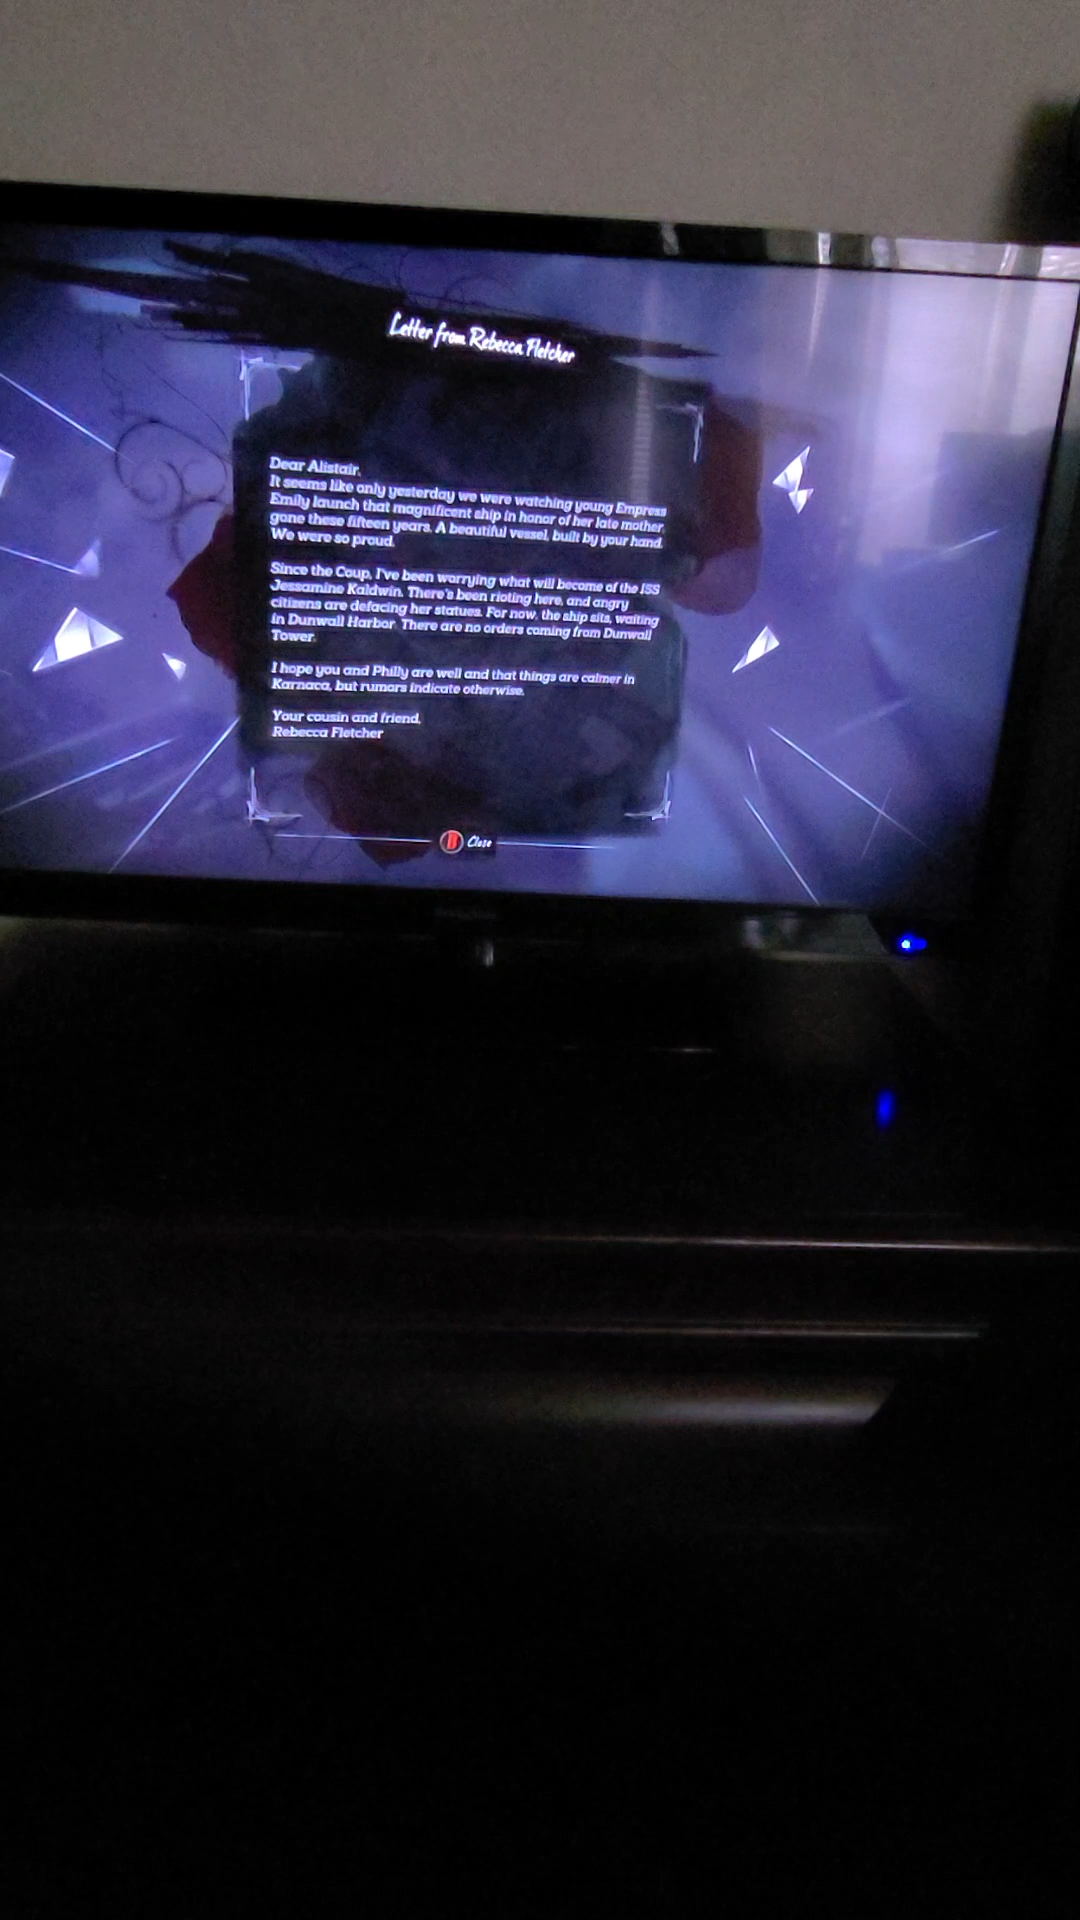 Letter from Rebecca Fletcher
Dear Alistair,
It seems like only yesterday we were watching young Empress
Emily launch that magnificent ship in honor of her late mother,
gone these fifteen years. A beautiful vessel, built by your hand.
We were so proud.
Since the Coup, I've been worrying what will become of the ISS
Jessamine Kaldwin. There's been rioting here, and angry
citizens are defacing her statues. For now, the ship sits, waiting
in Dunwall Harbor. There are no orders coming from Dunwall
Tower.
I hope you and Philly are well and that things are calmer in
Karnaca, but rumors indicate otherwise.
Your cousin and friend,
Rebecca Fletcher
B Close